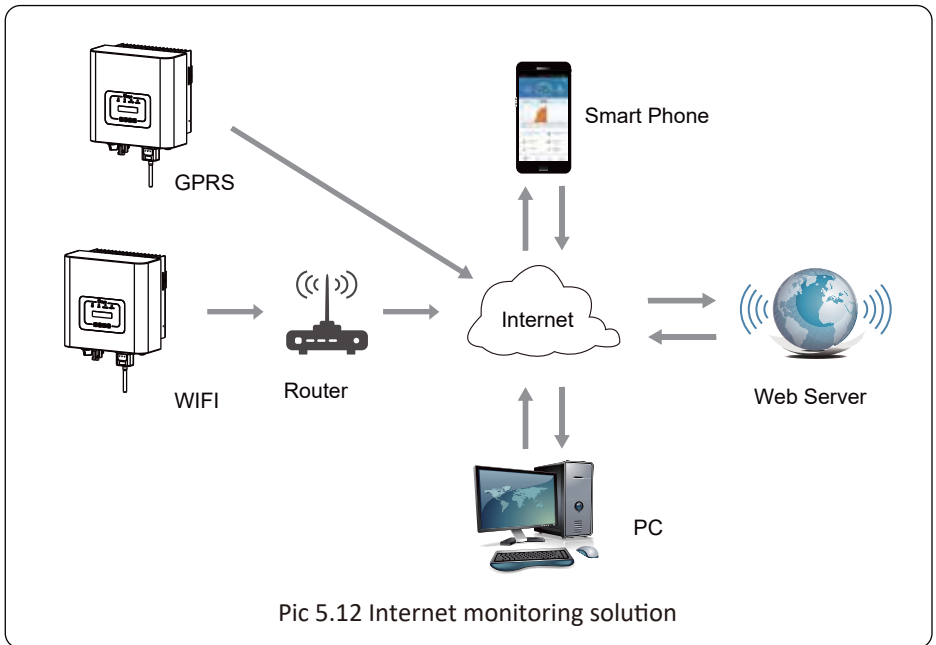 Smart Phone
GPRS
Internet
WIFI
Router
Web Server
PC
Pic 5.12 Internet monitoring solution